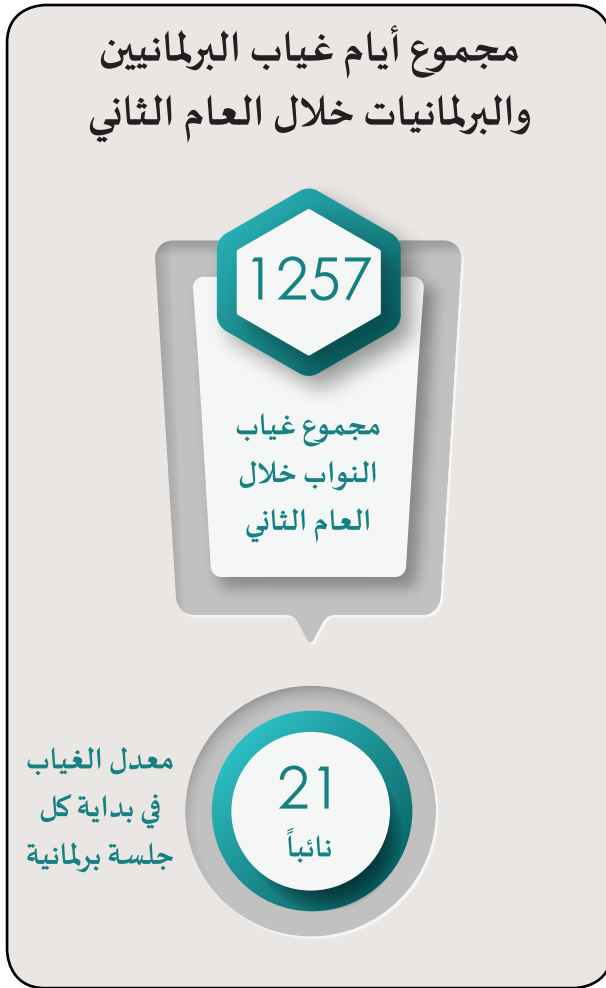 مجموع أيام غياب البرلمانيين
والبرلمانيات خلال العام الثاني
1257
مجموع غياب
النواب خلال
العام الثاني
21
نائباً
معدل الغياب
في بداية كل
جلسة برلمانية